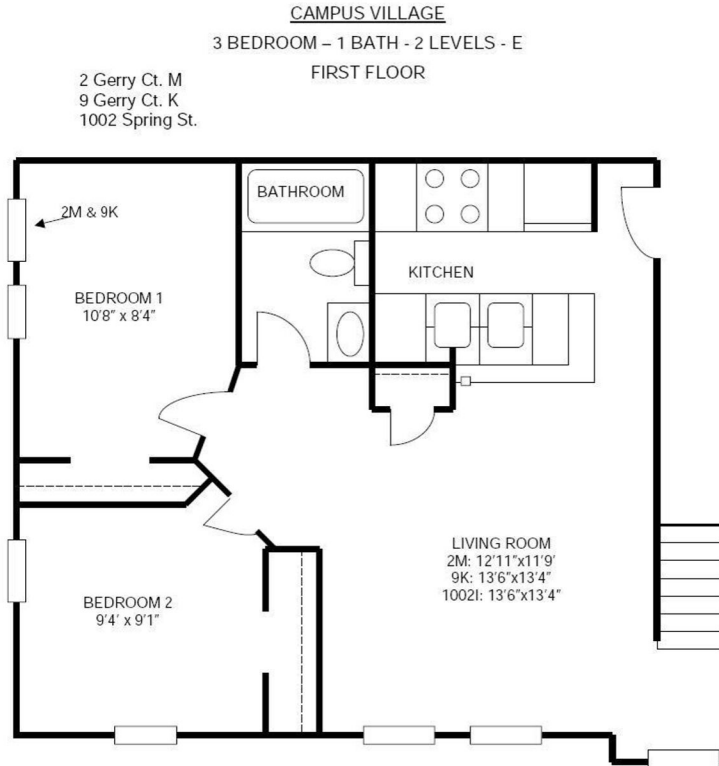 CAMPUS VILLAGE
3 BEDROOM – 1 BATH - 2 LEVELS - E
FIRST FLOOR
2 Gerry Ct. M
9 Gerry Ct. K
1002 Spring St.
BATHROOM
2M & 9K
KITCHEN
BEDROOM 1
10'8" x 8'4"
LIVING ROOM
2M: 12'11"x11'9'
9K: 13'6"x13'4"
1002I: 13'6"x13'4"
BEDROOM 2
9'4' x 9'1"